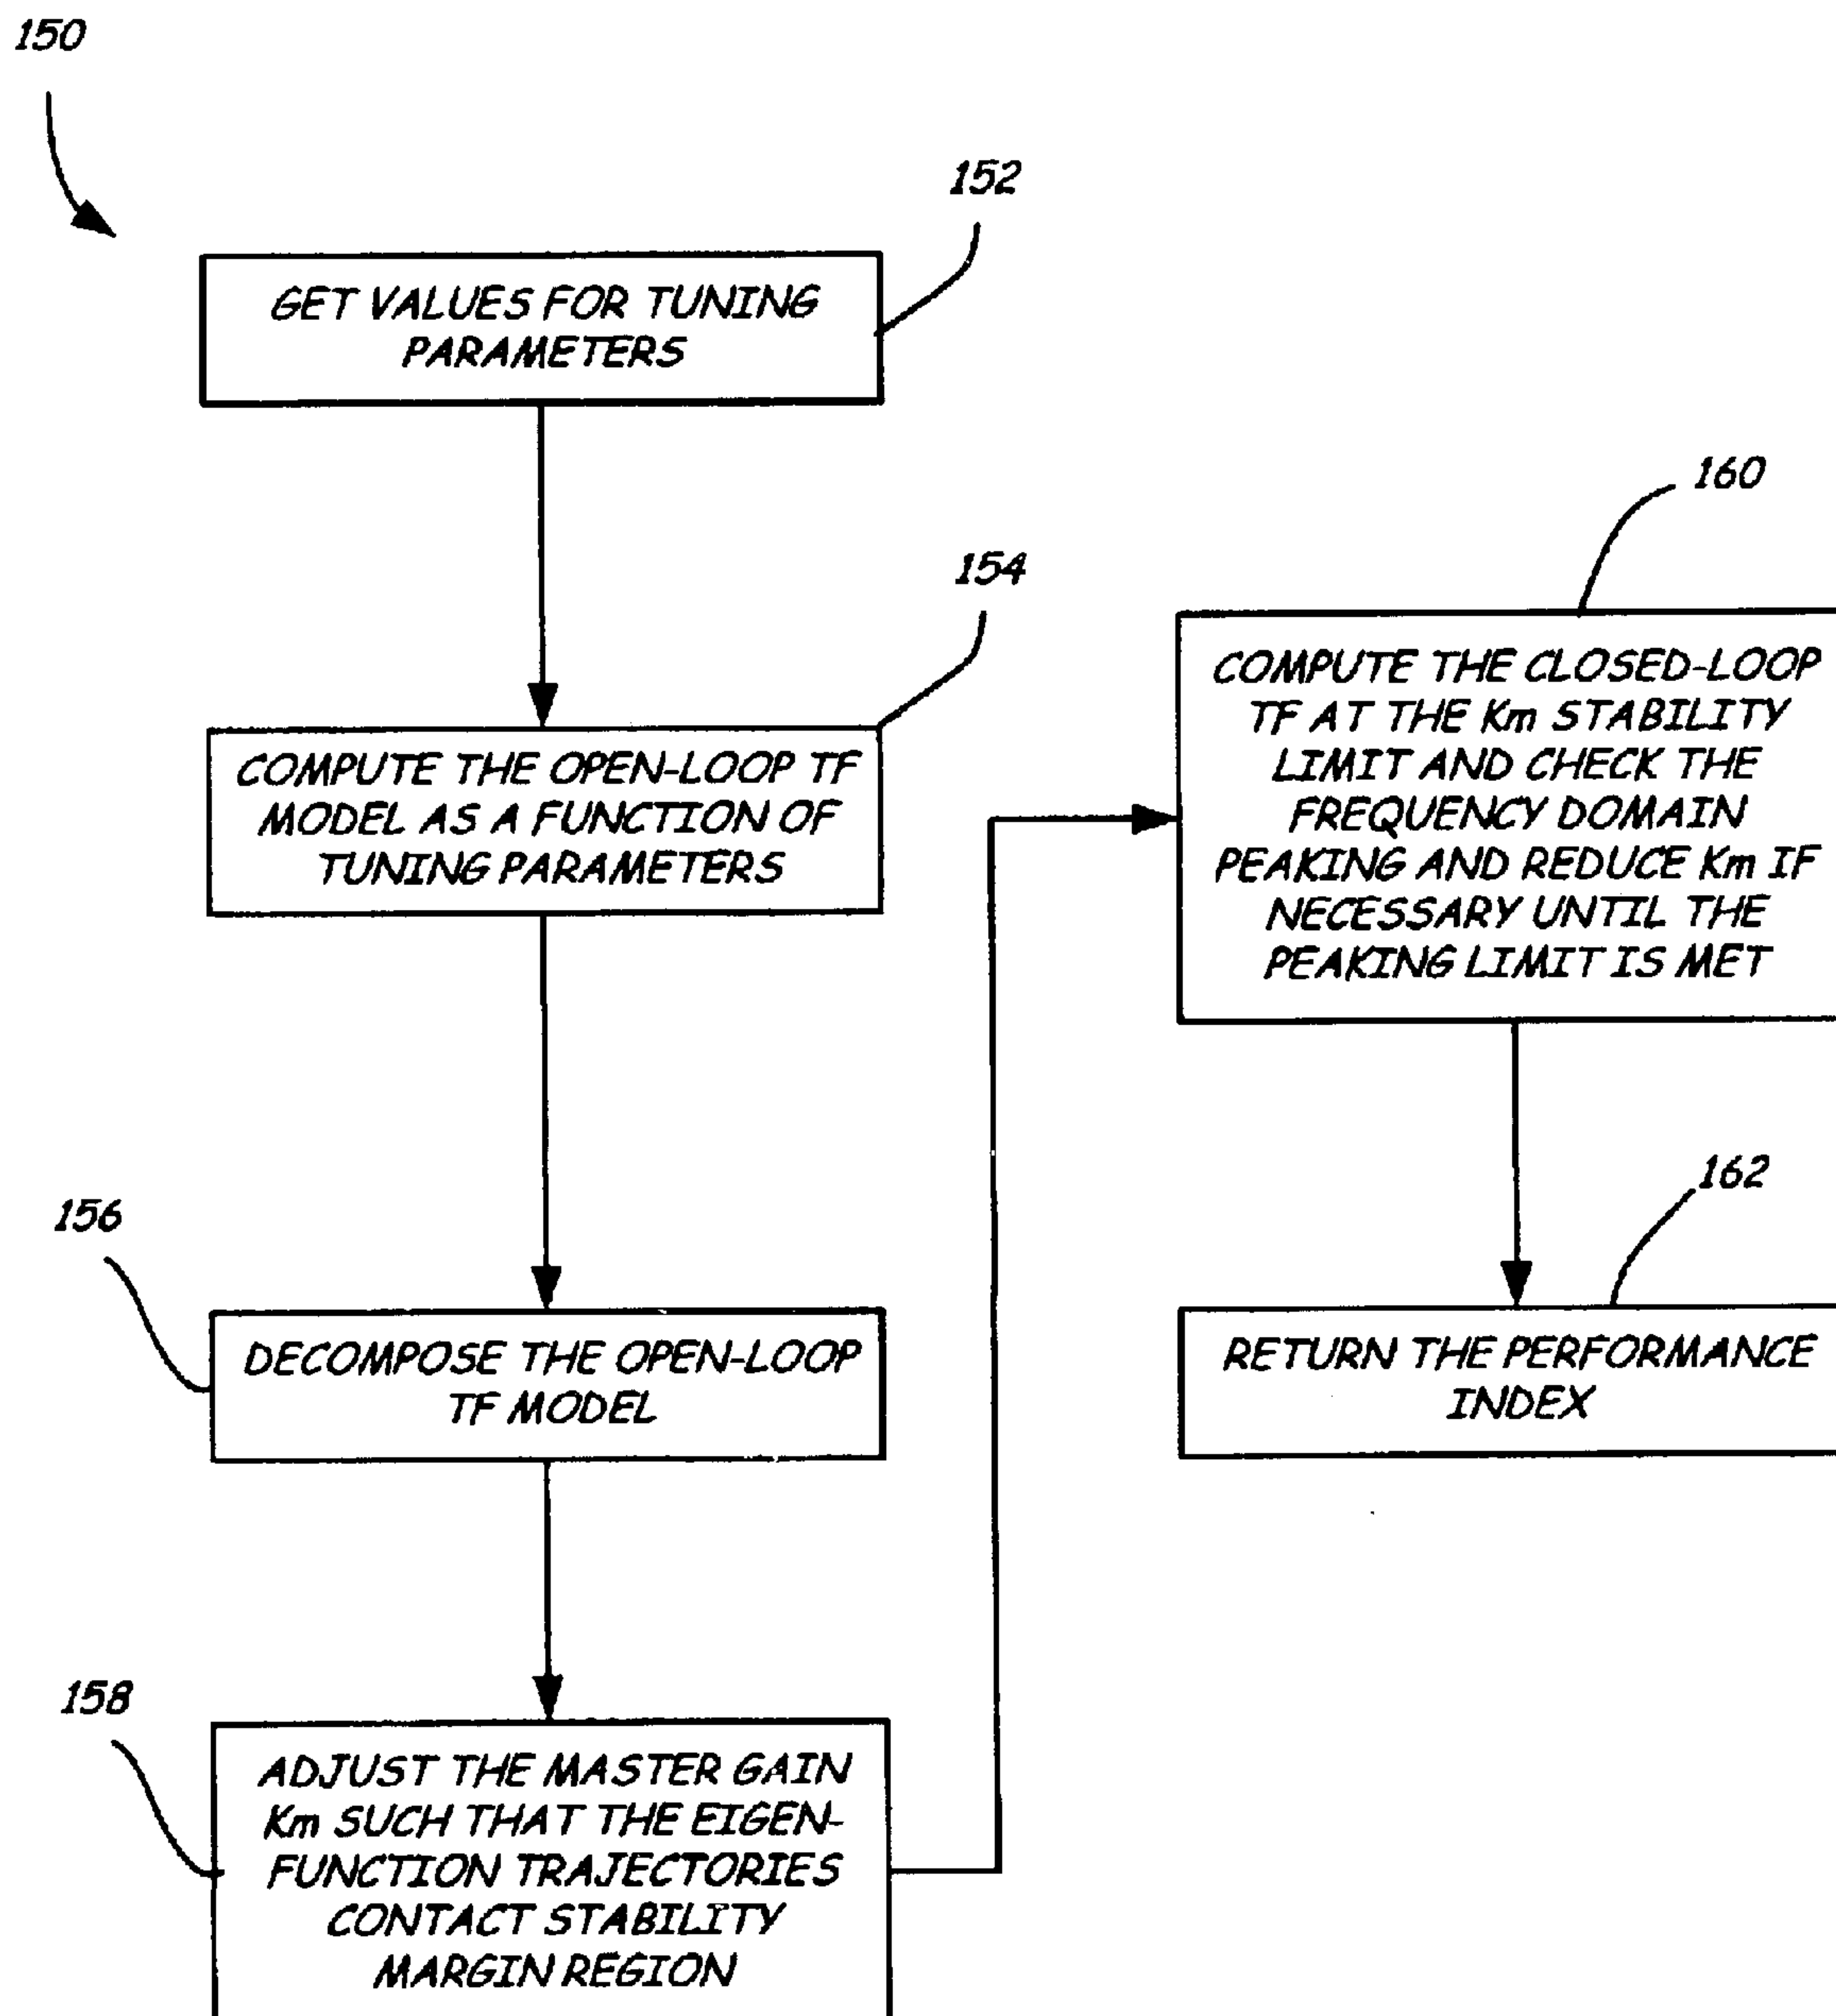 150
152
GET VALUES FOR TUNING
PARAMETERS
154
COMPUTE THE OPEN-LOOP TF
MODEL AS A FUNCTION OF
TUNING PARAMETERS
156
DECOMPOSE THE OPEN-LOOP
TF MODEL
158
ADJUST THE MASTER GAIN
Km SUCH THAT THE EIGEN-
FUNCTION TRAJECTORIES
CONTACT STABILITY
MARGIN REGION
160
COMPUTE THE CLOSED-LOOP
TF AT THE Km STABILITY
LIMIT AND CHECK THE
FREQUENCY DOMAIN
PEAKING AND REDUCE Km IF
NECESSARY UNTIL THE
PEAKING LIMIT IS MET
162
RETURN THE PERFORMANCE
INDEX